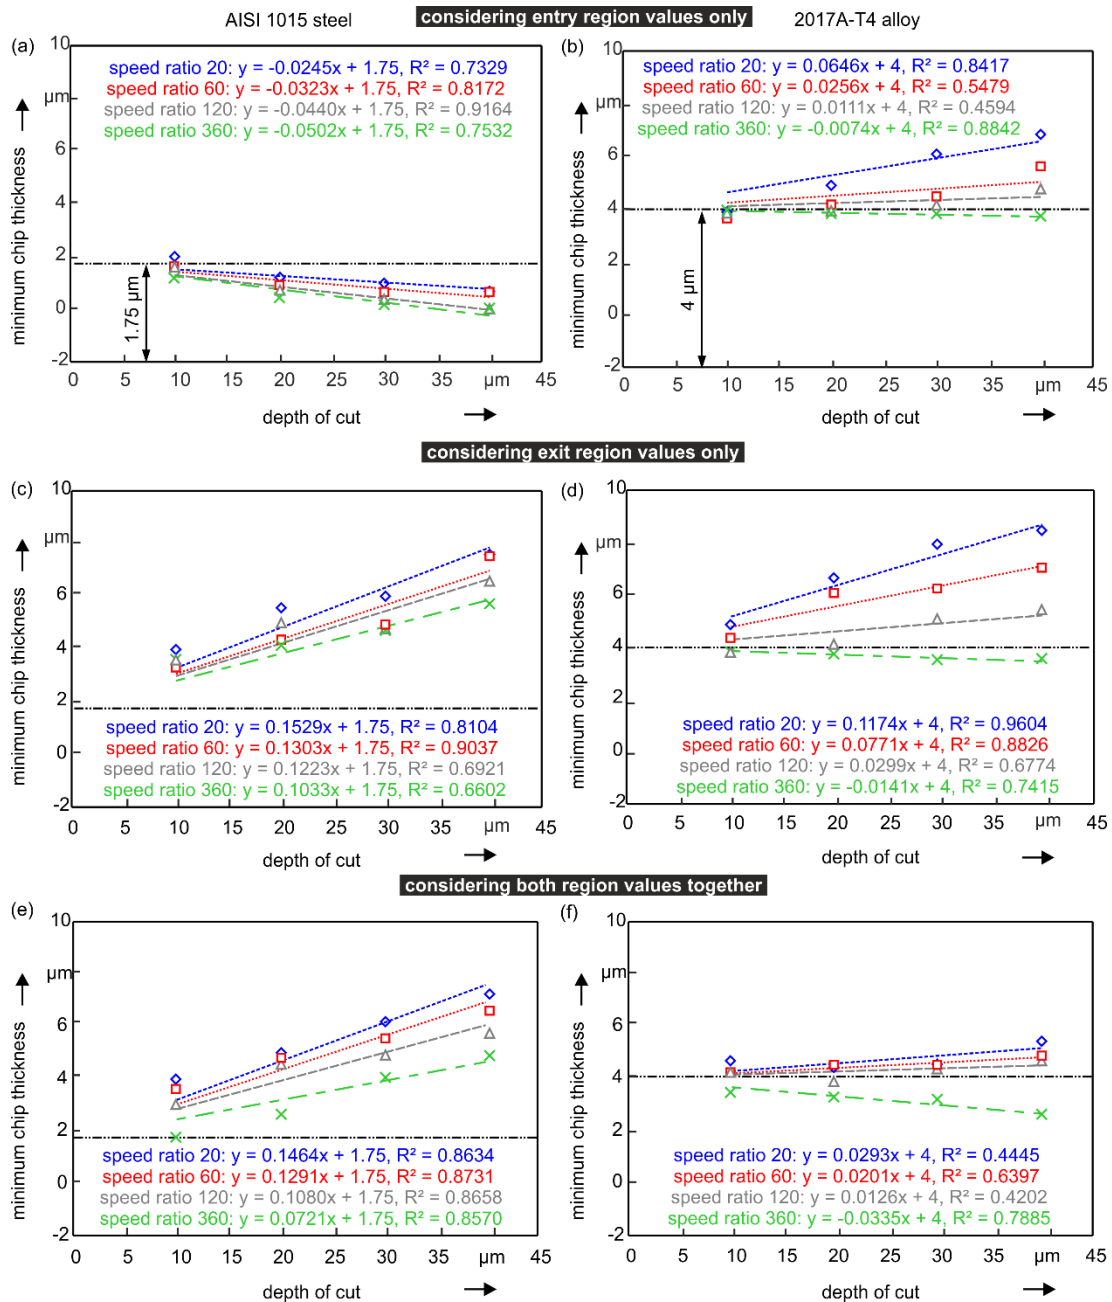 AISI 1015 steel
considering entry region values only
2017A-T4 alloy
(a)
10
speed ratio 20: y = -0.0245x + 1.75, R² = 0.7329
speed ratio 60: y = -0.0323x + 1.75, R² = 0.8172
speed ratio 120: y = -0.0440x + 1.75, R² = 0.9164
speed ratio 360: y = -0.0502x + 1.75, R² = 0.7532
µm
6
4
2
0
-2
minimum chip thickness
1.75 µm
0 5 10 15 20 25 30 35 µm 45
depth of cut
(b)
10
speed ratio 20: y = 0.0646x + 4, R² = 0.8417
speed ratio 60: y = 0.0256x + 4, R² = 0.5479
speed ratio 120: y = 0.0111x + 4, R² = 0.4594
speed ratio 360: y = -0.0074x + 4, R² = 0.8842
µm
6
4
2
0
-2
minimum chip thickness
4 µm
0 5 10 15 20 25 30 35 µm 45
depth of cut
considering exit region values only
(c)
10
µm
6
4
2
0
-2
minimum chip thickness
speed ratio 20: y = 0.1529x + 1.75, R² = 0.8104
speed ratio 60: y = 0.1303x + 1.75, R² = 0.9037
speed ratio 120: y = 0.1223x + 1.75, R² = 0.6921
speed ratio 360: y = 0.1033x + 1.75, R² = 0.6602
0 5 10 15 20 25 30 35 µm 45
depth of cut
(d)
10
µm
6
4
2
0
-2
minimum chip thickness
speed ratio 20: y = 0.1174x + 4, R² = 0.9604
speed ratio 60: y = 0.0771x + 4, R² = 0.8826
speed ratio 120: y = 0.0299x + 4, R² = 0.6774
speed ratio 360: y = -0.0141x + 4, R² = 0.7415
0 5 10 15 20 25 30 35 µm 45
depth of cut
considering both region values together
(e)
10
µm
6
4
2
0
-2
minimum chip thickness
speed ratio 20: y = 0.1464x + 1.75, R² = 0.8634
speed ratio 60: y = 0.1291x + 1.75, R² = 0.8731
speed ratio 120: y = 0.1080x + 1.75, R² = 0.8658
speed ratio 360: y = 0.0721x + 1.75, R² = 0.8570
0 5 10 15 20 25 30 35 µm 45
depth of cut
(f)
10
µm
6
4
2
0
-2
minimum chip thickness
speed ratio 20: y = 0.0293x + 4, R² = 0.4445
speed ratio 60: y = 0.0201x + 4, R² = 0.6397
speed ratio 120: y = 0.0126x + 4, R² = 0.4202
speed ratio 360: y = -0.0335x + 4, R² = 0.7885
0 5 10 15 20 25 30 35 µm 45
depth of cut